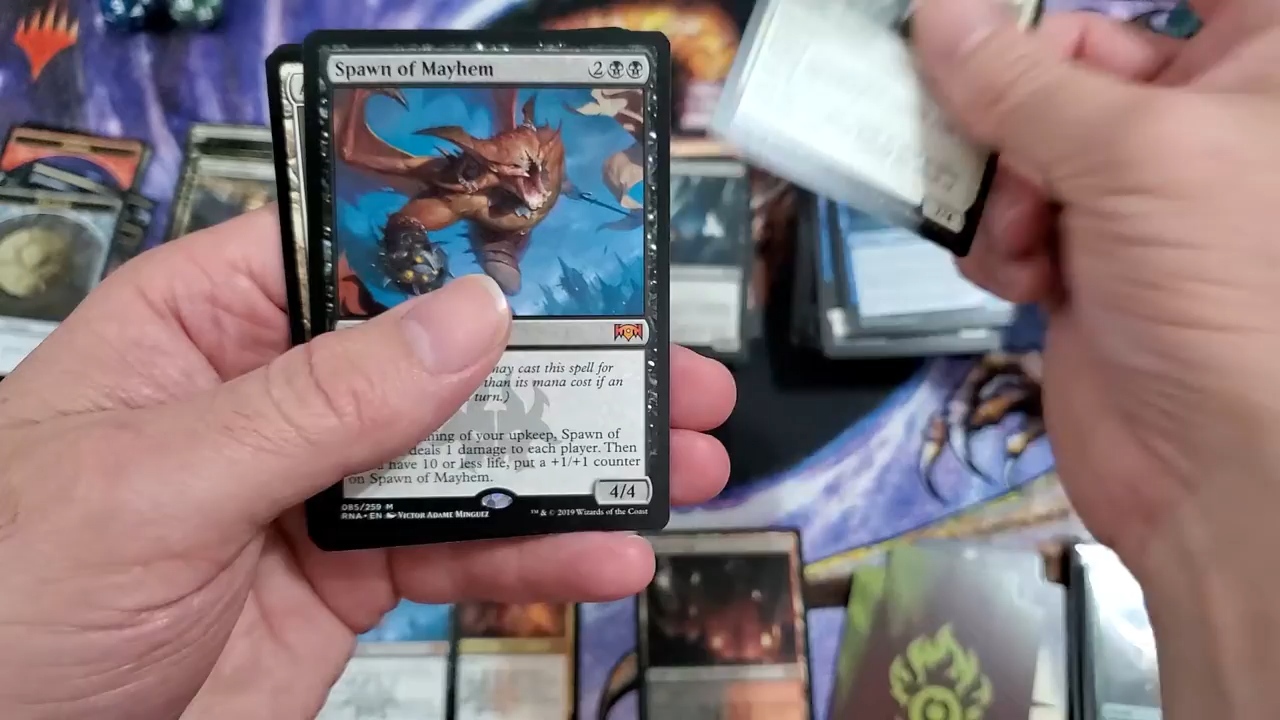 Spawn of Mayhem 2
may cast this spell for
than its mana cost if an
turn.)
ning of your upkeep, Spawn of
deals 1 damage to each player. Then
have 10 or less life, put a +1/+1 counter
on Spawn of Mayhem.
4/4
085/259 M
RNA • EN Victor Adame Minguez
™ & © 2019 Wizards of the Coast